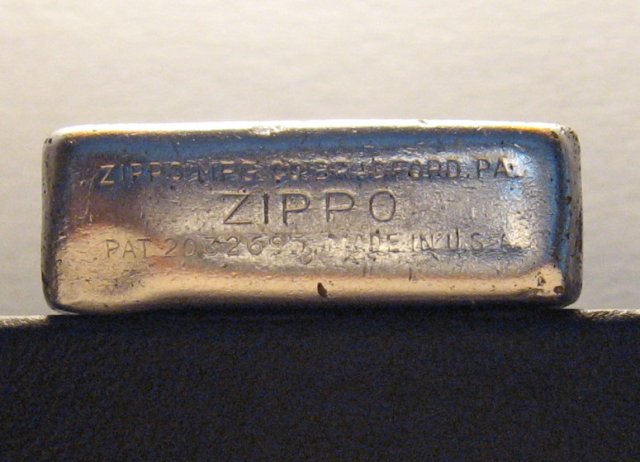 ZIPPO MFG. CO. BRADFORD, PA.
ZIPPO
PAT. 2032695 MADE IN U.S.A.